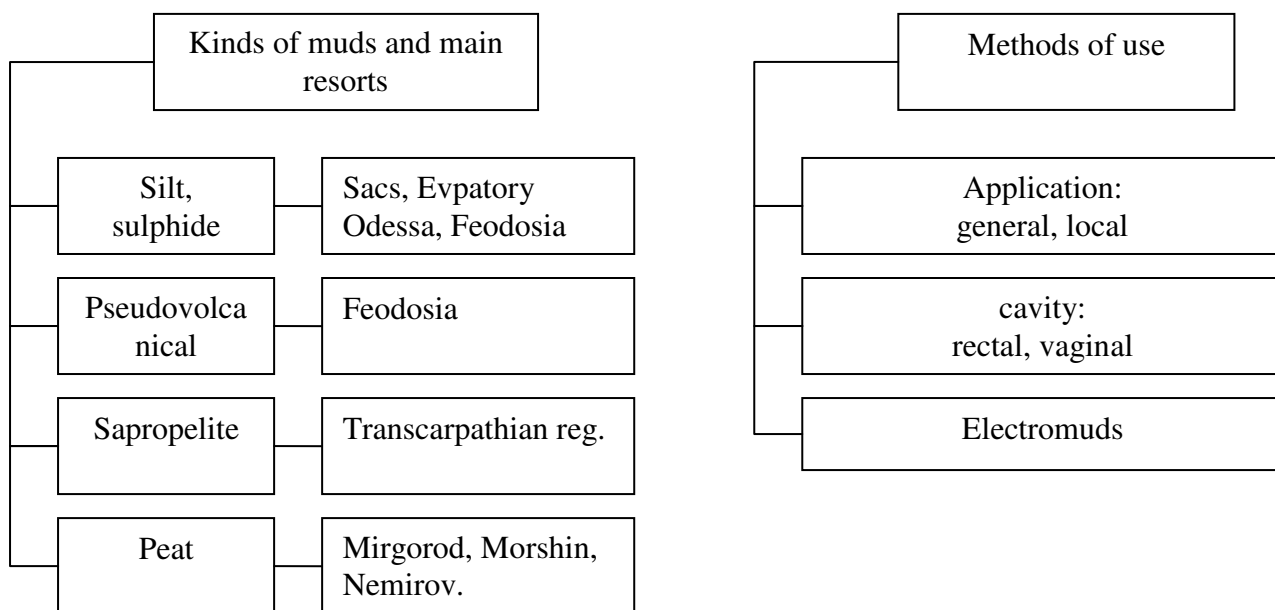 Kinds of muds and main
resorts
Silt,
sulphide
Sacs, Evpatory
Odessa, Feodosia
Pseudovolca
nical
Feodosia
Sapropelite
Transcarpathian reg.
Peat
Mirgorod, Morshin,
Nemirov.
Methods of use
Application:
general, local
cavity:
rectal, vaginal
Electromuds